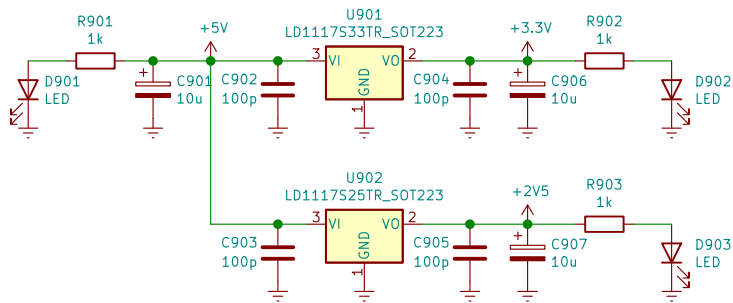 R901
1k
+5V
U901
LD1117S33TR_SOT223
+3.3V
R902
1k
D901
LED
C901
10u
C902
100p
3
VI
GND
VO
2
1
C904
100p
C906
10u
D902
LED
U902
LD1117S25TR_SOT223
+2V5
R903
1k
C903
100p
3
VI
GND
VO
2
1
C905
100p
C907
10u
D903
LED